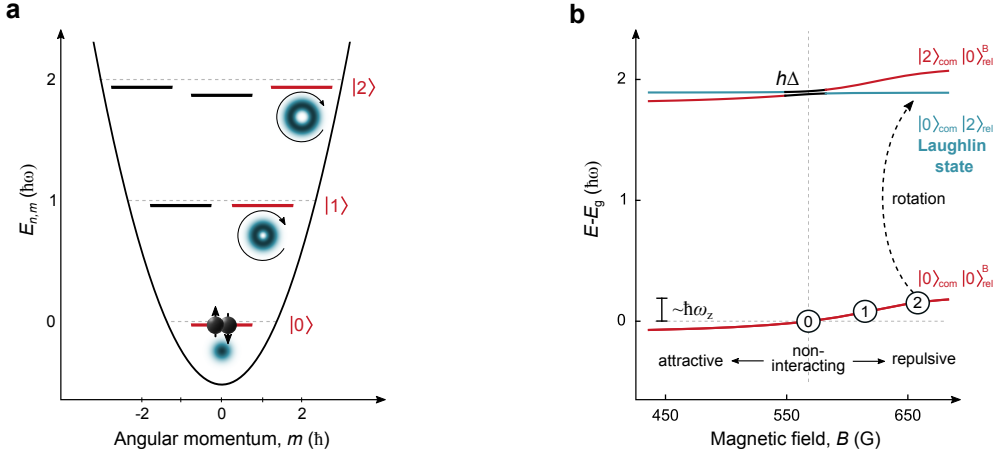 a
E_{n,m} (ħω)
2
1
0
|2⟩
|1⟩
|0⟩
-2
0
2
Angular momentum, m (ħ)
b
E-E_g (ħω)
2
1
0
hΔ
|2⟩_com |0⟩_rel^B
|0⟩_com |2⟩_rel
Laughlin
state
rotation
|0⟩_com |0⟩_rel^B
~ħω_z
0
1
2
attractive
non-
interacting
repulsive
450
550
650
Magnetic field, B (G)